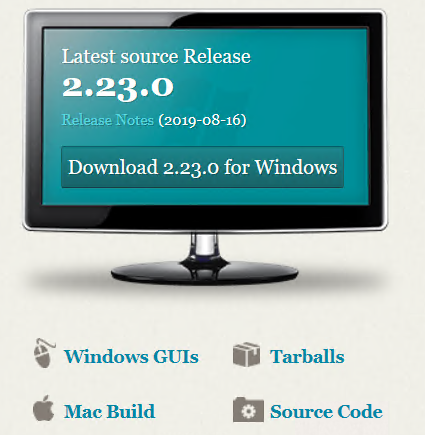 Latest source Release
2.23.0
Release Notes (2019-08-16)
Download 2.23.0 for Windows
Windows GUIs
Tarballs
Mac Build
Source Code